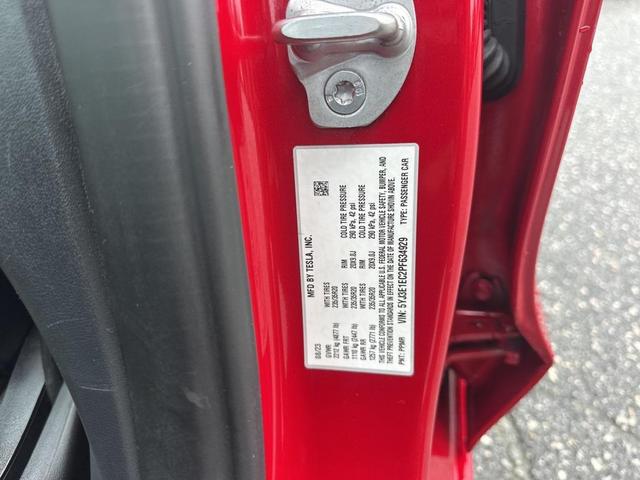 MFD BY TESLA, INC.
08/23
GVWR WITH TIRES RIM COLD TIRE PRESSURE
2212 kg (4877 lb) 235/35R20 20X9.0J 290 kPa, 42 psi
GAWR FRT WITH TIRES RIM COLD TIRE PRESSURE
1110 kg (2447 lb) 235/35R20 20X9.0J 290 kPa, 42 psi
GAWR RR
1257 kg (2771 lb)
THIS VEHICLE CONFORMS TO ALL APPLICABLE U.S. FEDERAL MOTOR VEHICLE SAFETY, BUMPER, AND
THEFT PREVENTION STANDARDS IN EFFECT ON THE DATE OF MANUFACTURE SHOWN ABOVE.
VIN: 5YJ3E1EC2PF634929 TYPE: PASSENGER CAR
PNT: PPMR